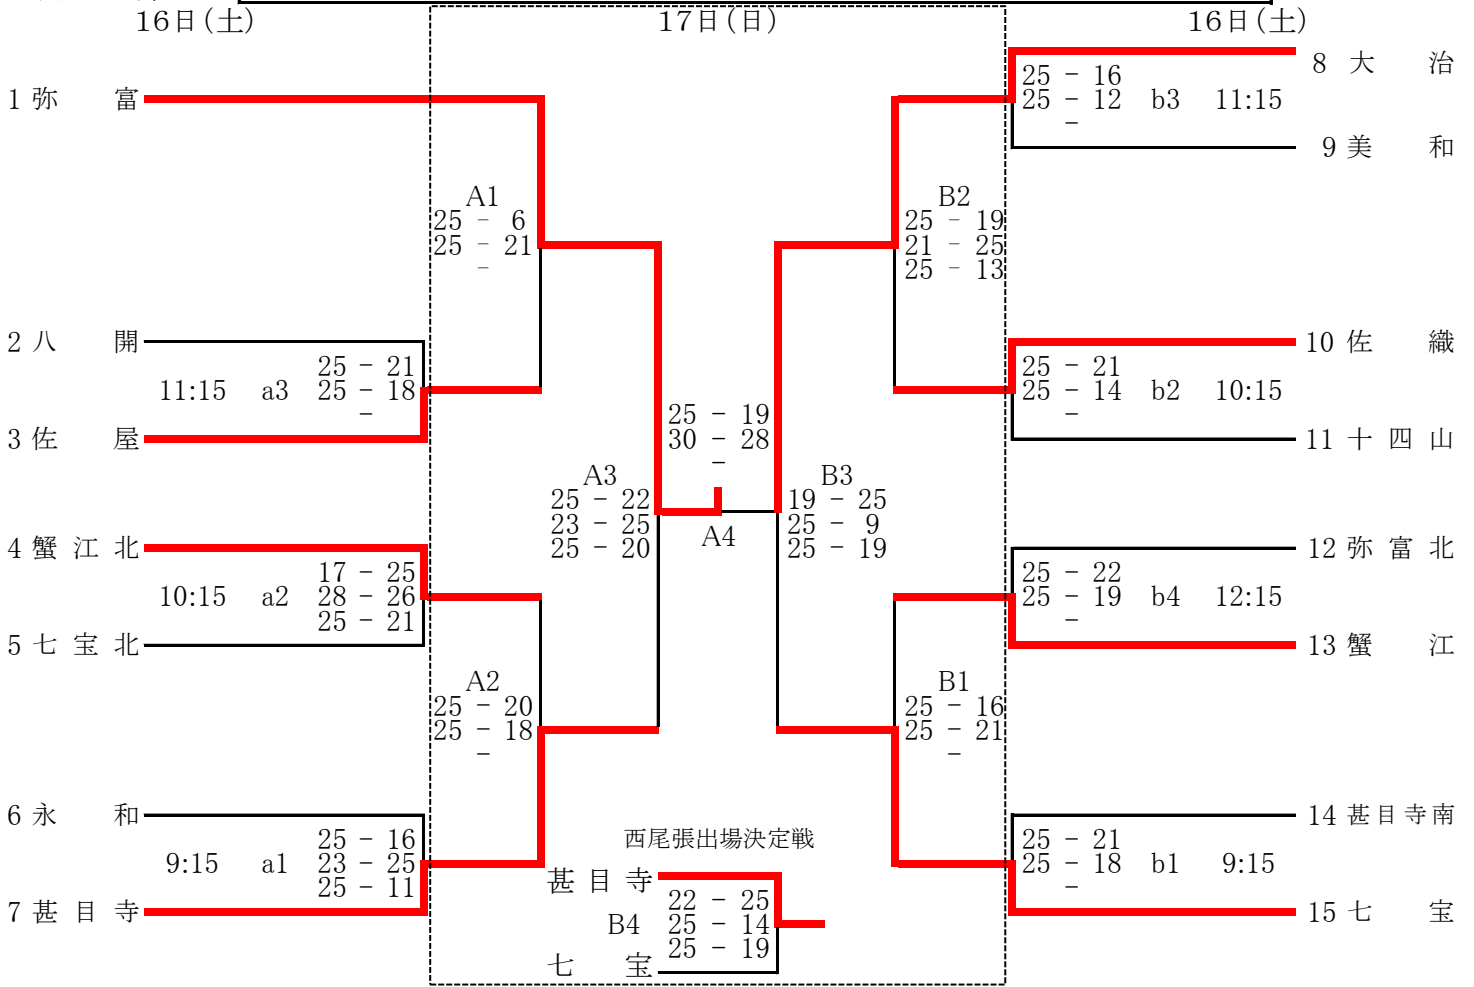 16日(土) 17日(日) 16日(土)
8 大 治
25 - 16
1 弥 富
25 - 12 b3 11:15
-
9 美 和
A1
25 - 6
25 - 21
-
B2
25 - 19
21 - 25
25 - 13
2 八 開
25 - 21
11:15 a3 25 - 18
-
3 佐 屋
10 佐 織
25 - 21
25 - 14 b2 10:15
-
11 十四山
25 - 19
30 - 28
-
A4
A3
25 - 22
23 - 25
25 - 20
B3
19 - 25
25 - 9
25 - 19
4 蟹江北
17 - 25
10:15 a2 28 - 26
25 - 21
5 七宝北
12 弥富北
25 - 22
25 - 19 b4 12:15
-
13 蟹 江
A2
25 - 20
25 - 18
-
B1
25 - 16
25 - 21
-
6 永 和
25 - 16
9:15 a1 23 - 25
25 - 11
7 甚目寺
14 甚目寺南
25 - 21
25 - 18 b1 9:15
-
15 七 宝
西尾張出場決定戦
甚目寺
22 - 25
B4 25 - 14
25 - 19
七 宝